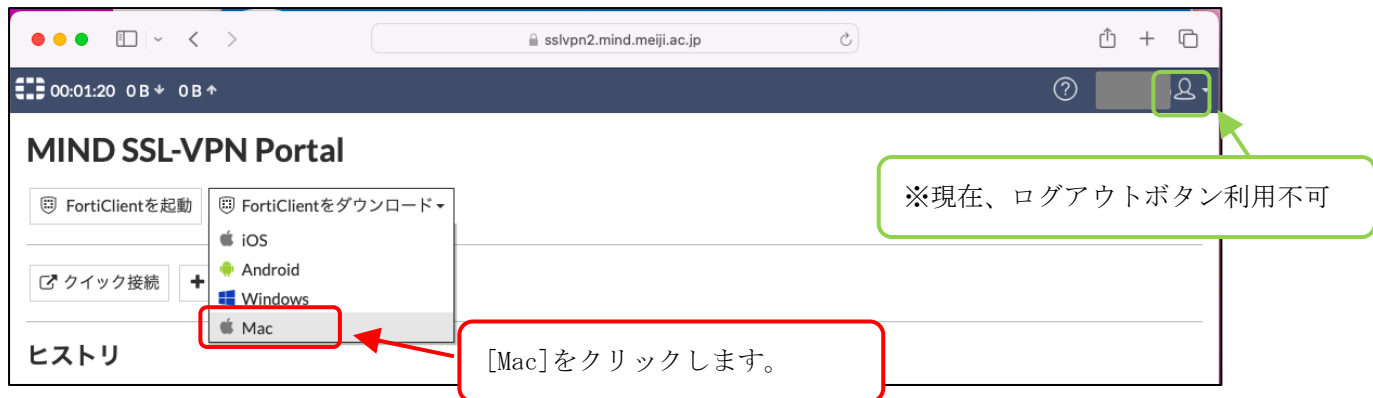 sslvpn2.mind.meiji.ac.jp
00:01:20 0 B 0 B
MIND SSL-VPN Portal
※現在、ログアウトボタン利用不可
FortiClientを起動
FortiClientをダウンロード
iOS
Android
クイック接続
Windows
Mac
[Mac]をクリックします。
ヒストリ